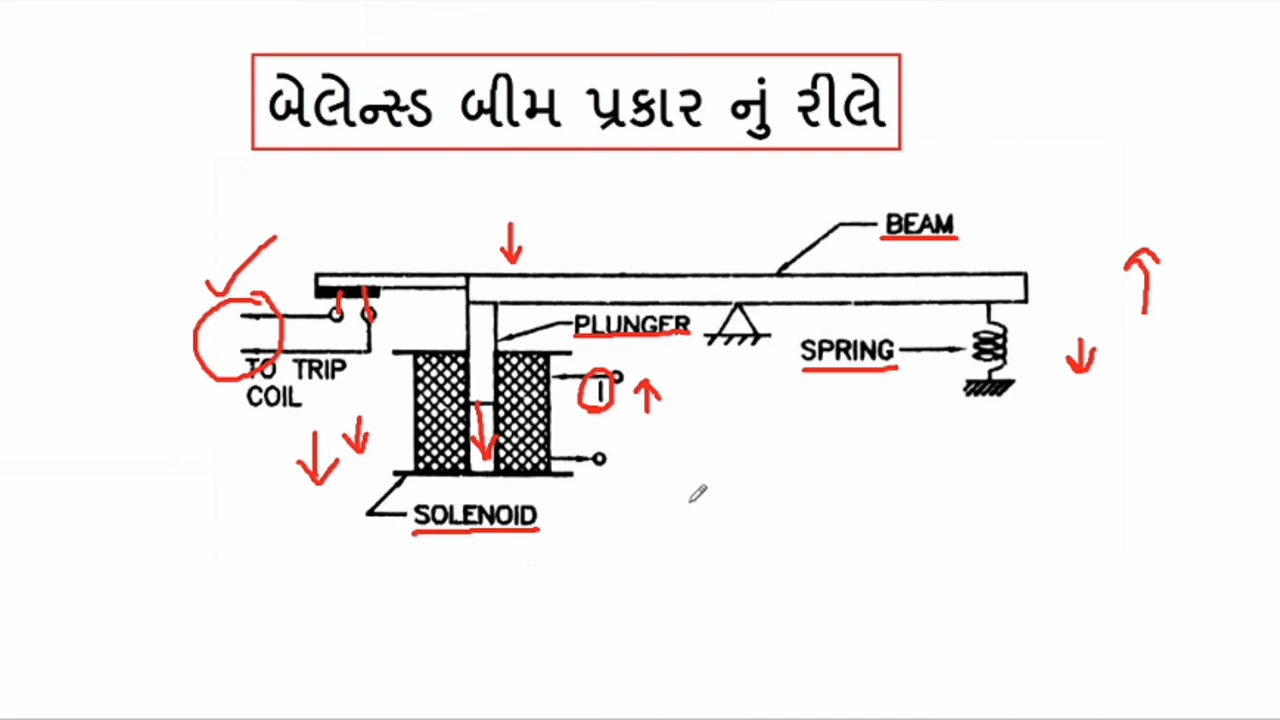 બેલેન્સ્ડ બીમ પ્રકાર નું રીલે
BEAM
PLUNGER
SPRING
TO TRIP
COIL
I
SOLENOID